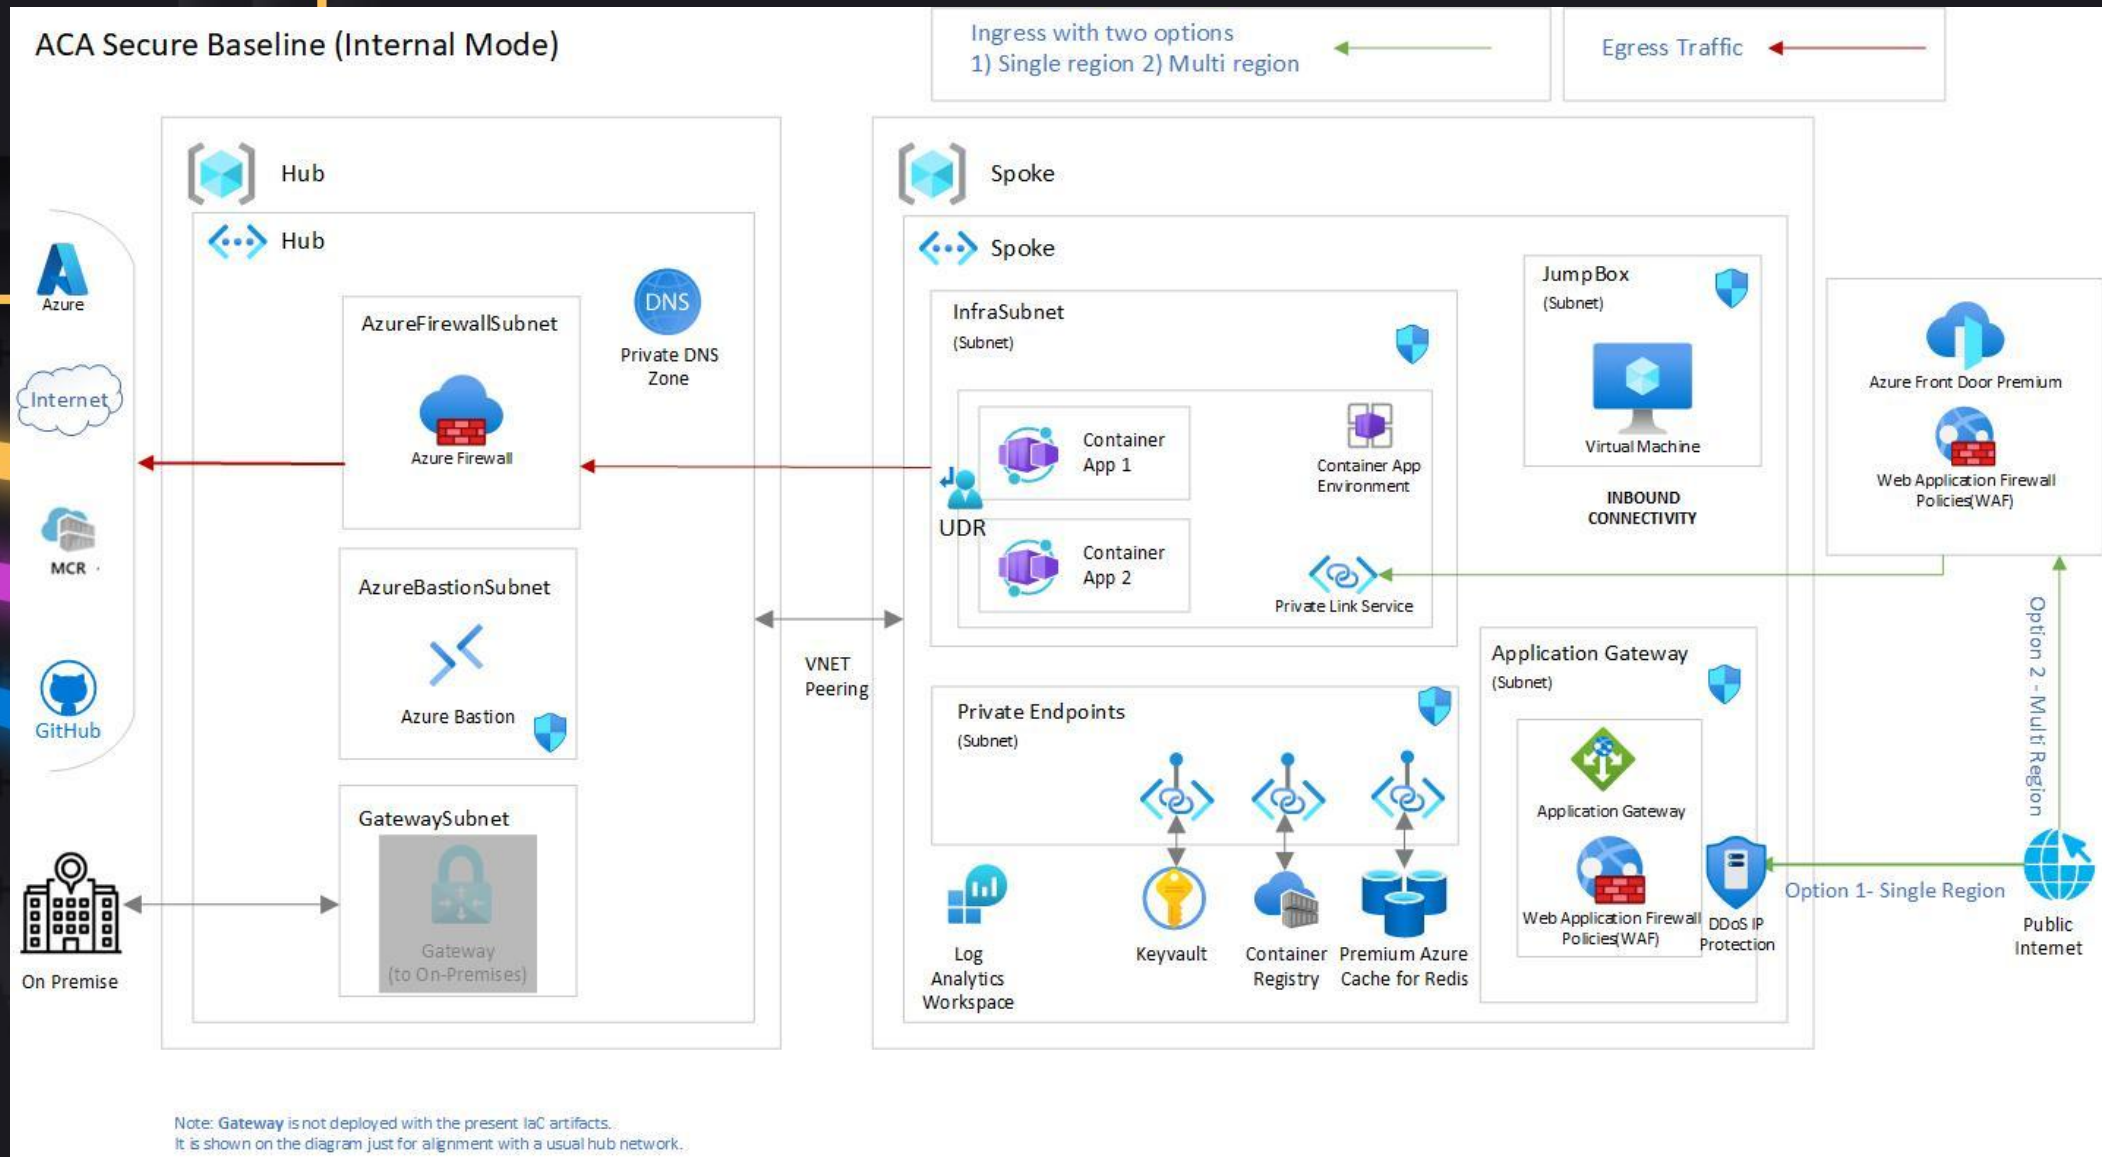 ACA Secure Baseline (Internal Mode)
Ingress with two options
1) Single region 2) Multi region
Egress Traffic
Hub
Hub
Azure
Internet
MCR
GitHub
On Premise
AzureFirewallSubnet
Azure Firewall
DNS
Private DNS
Zone
AzureBastionSubnet
Azure Bastion
GatewaySubnet
Gateway
(to On-Premises)
VNET
Peering
Spoke
Spoke
InfraSubnet
(Subnet)
Container
App 1
UDR
Container
App 2
Container App
Environment
Private Link Service
JumpBox
(Subnet)
Virtual Machine
INBOUND
CONNECTIVITY
Private Endpoints
(Subnet)
Log
Analytics
Workspace
Keyvault
Container
Registry
Premium Azure
Cache for Redis
Application Gateway
(Subnet)
Application Gateway
Web Application Firewall
Policies(WAF)
DDoS IP
Protection
Azure Front Door Premium
Web Application Firewall
Policies(WAF)
Option 2 - Multi Region
Option 1- Single Region
Public
Internet
Note: Gateway is not deployed with the present IaC artifacts.
It is shown on the diagram just for alignment with a usual hub network.